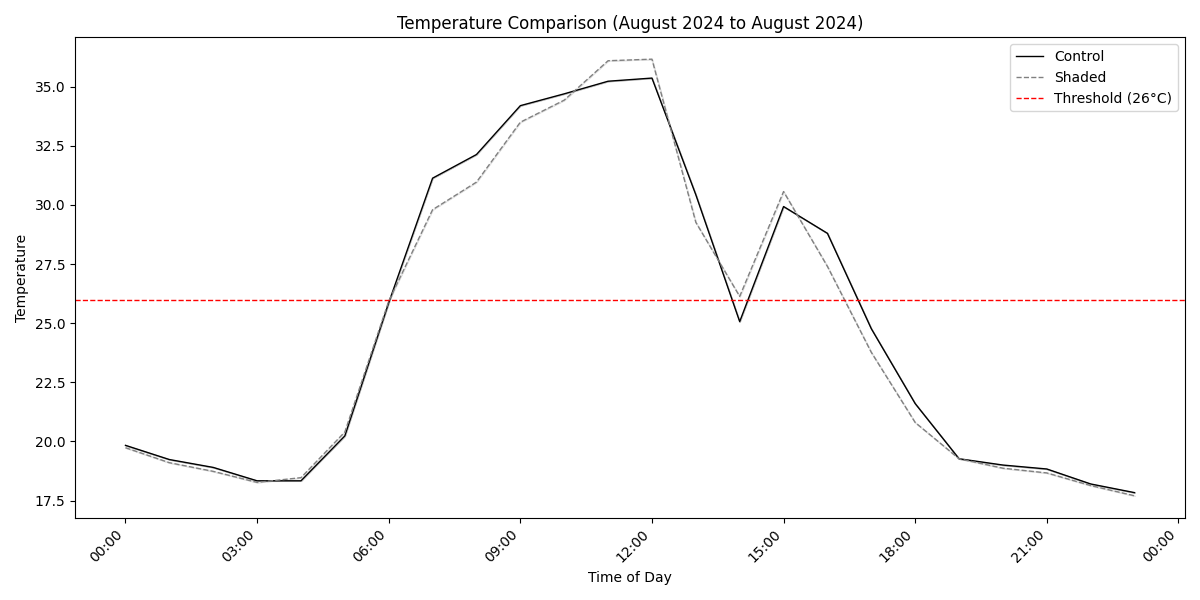 Temperature Comparison (August 2024 to August 2024)
Control
Shaded
Threshold (26°C)
Temperature
35.0
32.5
30.0
27.5
25.0
22.5
20.0
17.5
00:00
03:00
06:00
09:00
12:00
15:00
18:00
21:00
00:00
Time of Day